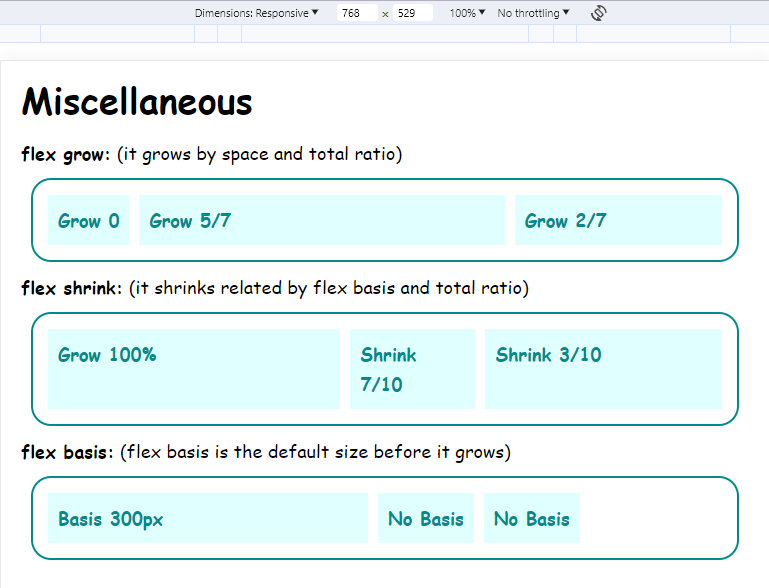 Dimensions: Responsive ▼ 768 x 529 100% ▼ No throttling ▼
Miscellaneous
flex grow: (it grows by space and total ratio)
Grow 0 Grow 5/7 Grow 2/7
flex shrink: (it shrinks related by flex basis and total ratio)
Grow 100% Shrink Shrink 3/10
7/10
flex basis: (flex basis is the default size before it grows)
Basis 300px No Basis No Basis